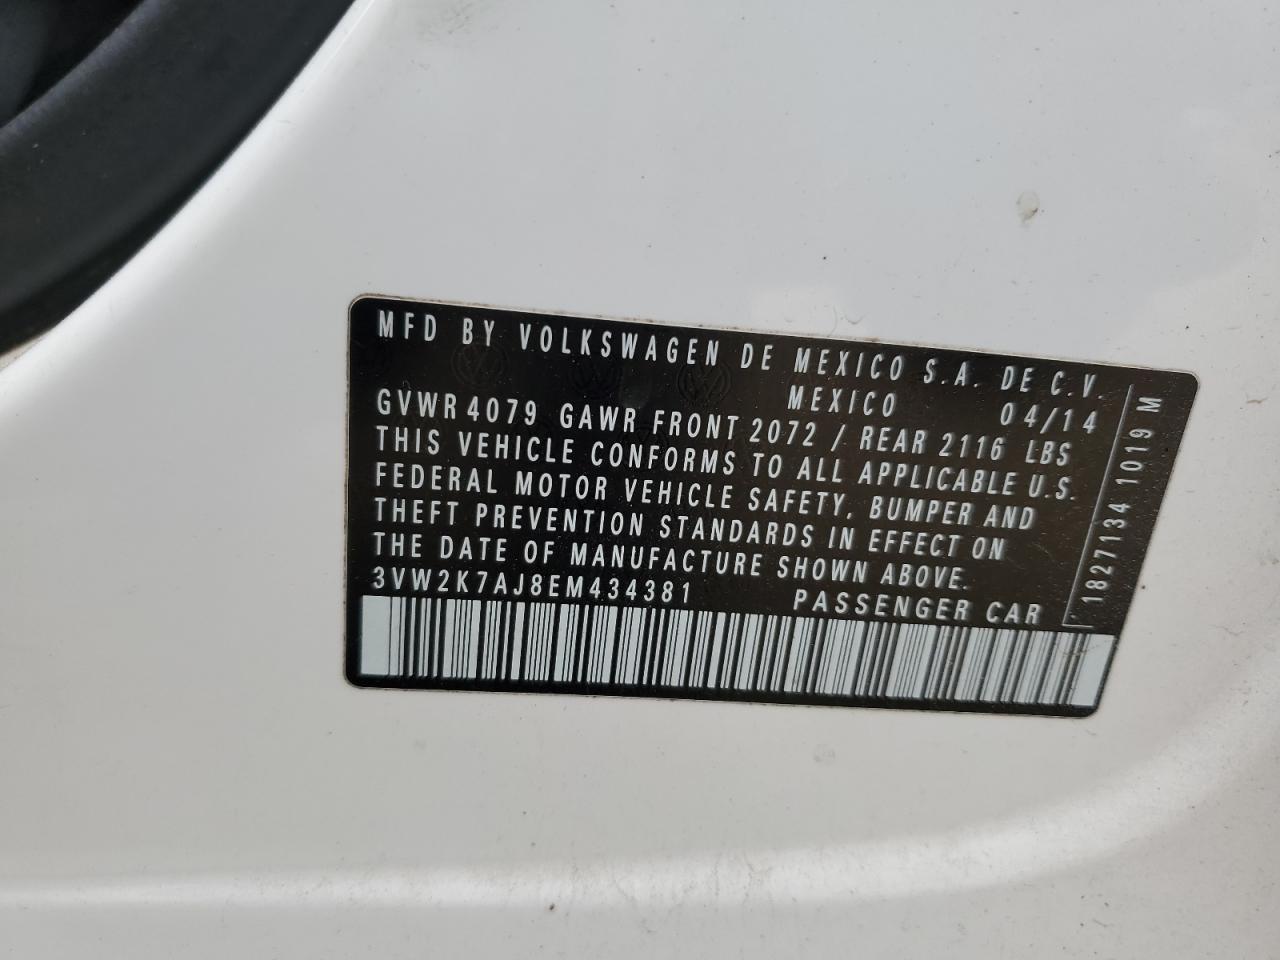 MFD BY VOLKSWAGEN DE MEXICO S.A. DE C.V.
MEXICO 04/14
GVWR 4079 GAWR FRONT 2072 / REAR 2116 LBS
THIS VEHICLE CONFORMS TO ALL APPLICABLE U.S.
FEDERAL MOTOR VEHICLE SAFETY, BUMPER AND
THEFT PREVENTION STANDARDS IN EFFECT ON
THE DATE OF MANUFACTURE SHOWN ABOVE.
3VW2K7AJ8EM434381 PASSENGER CAR
1827134 1019 M